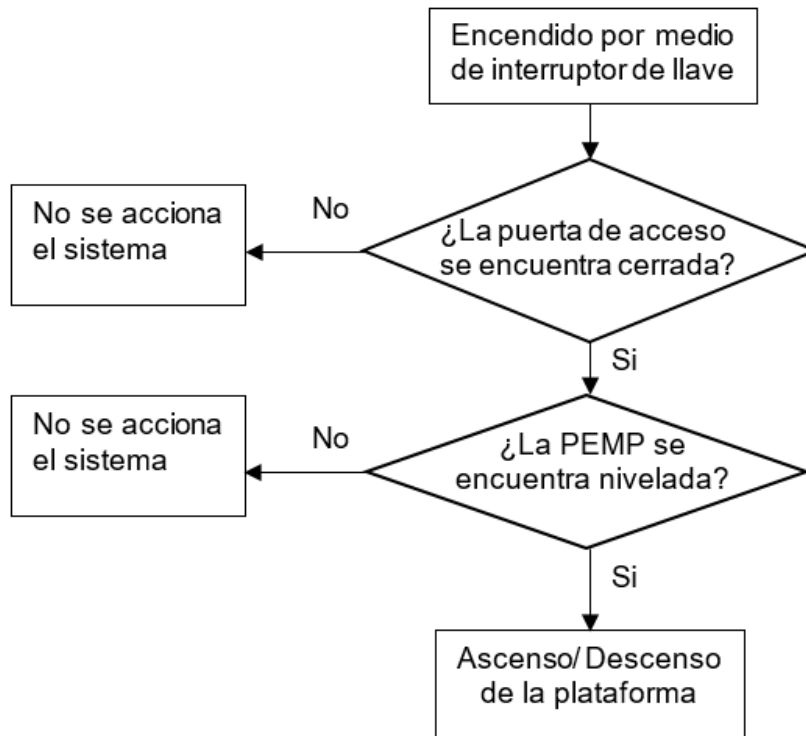 Encendido por medio
de interruptor de llave
No se acciona
el sistema
No
¿La puerta de acceso
se encuentra cerrada?
Si
No se acciona
el sistema
No
¿La PEMP se
encuentra nivelada?
Si
Ascenso/ Descenso
de la plataforma